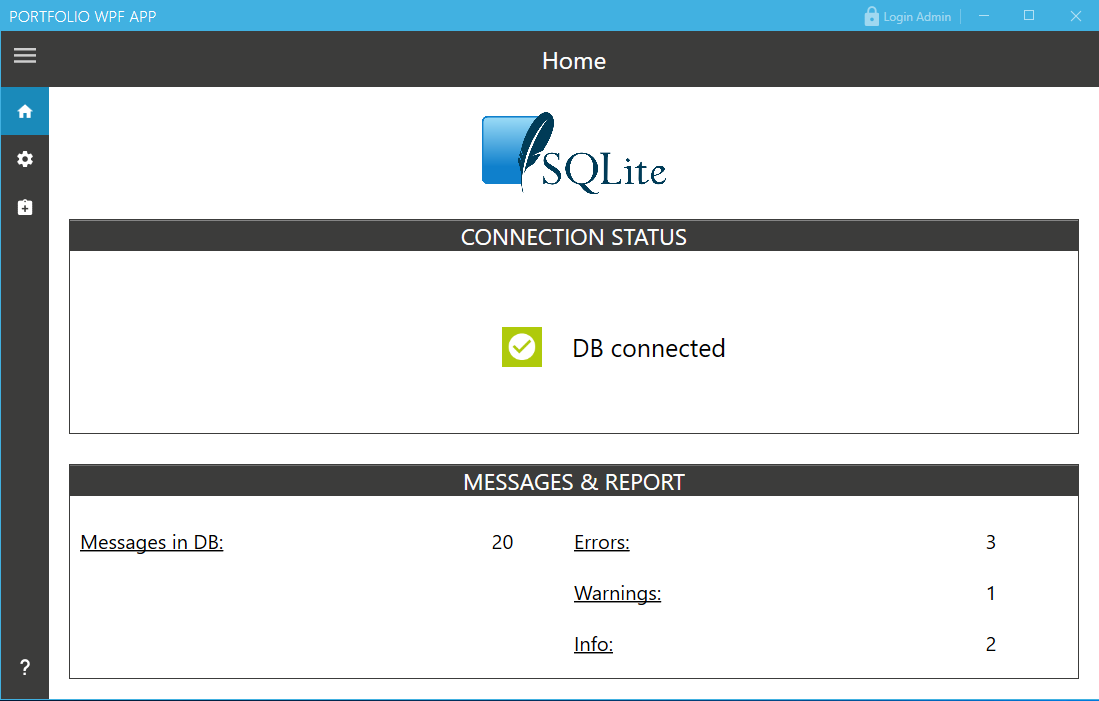 PORTFOLIO WPF APP
Login Admin
Home
SQLite
CONNECTION STATUS
DB connected
MESSAGES & REPORT
Messages in DB: 20 Errors: 3
Warnings: 1
Info: 2
?